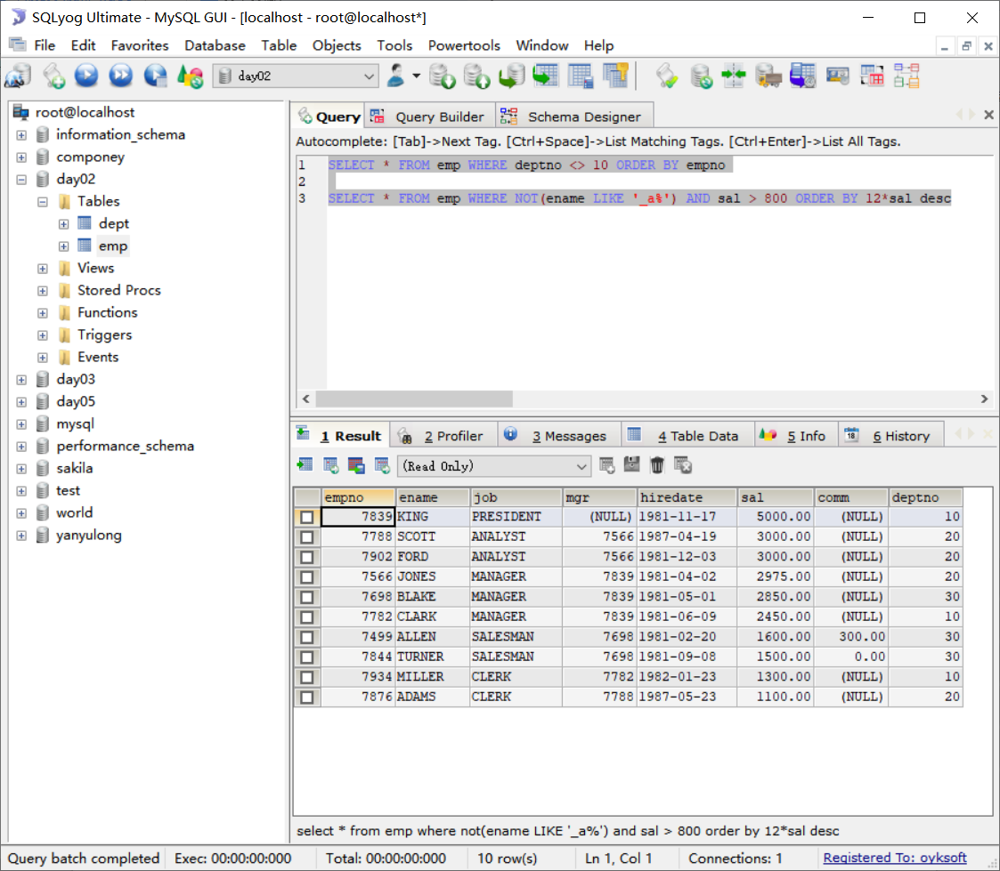 SQLyog Ultimate - MySQL GUI - [localhost - root@localhost*]
File Edit Favorites Database Table Objects Tools Powertools Window Help
day02
root@localhost
information_schema
componey
day02
Tables
dept
emp
Views
Stored Procs
Functions
Triggers
Events
day03
day05
mysql
performance_schema
sakila
test
world
yanyulong
Query Query Builder Schema Designer
Autocomplete: [Tab]->Next Tag. [Ctrl+Space]->List Matching Tags. [Ctrl+Enter]->List All Tags.
1 SELECT * FROM emp WHERE deptno <> 10 ORDER BY empno
2
3 SELECT * FROM emp WHERE NOT(ename LIKE '_a%') AND sal > 800 ORDER BY 12*sal desc
1 Result 2 Profiler 3 Messages 4 Table Data 5 Info 18 6 History
(Read Only)
empno ename job mgr hiredate sal comm deptno
7839 KING PRESIDENT (NULL) 1981-11-17 5000.00 (NULL) 10
7788 SCOTT ANALYST 7566 1987-04-19 3000.00 (NULL) 20
7902 FORD ANALYST 7566 1981-12-03 3000.00 (NULL) 20
7566 JONES MANAGER 7839 1981-04-02 2975.00 (NULL) 20
7698 BLAKE MANAGER 7839 1981-05-01 2850.00 (NULL) 30
7782 CLARK MANAGER 7839 1981-06-09 2450.00 (NULL) 10
7499 ALLEN SALESMAN 7698 1981-02-20 1600.00 300.00 30
7844 TURNER SALESMAN 7698 1981-09-08 1500.00 0.00 30
7934 MILLER CLERK 7782 1982-01-23 1300.00 (NULL) 10
7876 ADAMS CLERK 7788 1987-05-23 1100.00 (NULL) 20
select * from emp where not(ename LIKE '_a%') and sal > 800 order by 12*sal desc
Query batch completed Exec: 00:00:00:000 Total: 00:00:00:000 10 row(s) Ln 1, Col 1 Connections: 1 Registered To: oyksoft